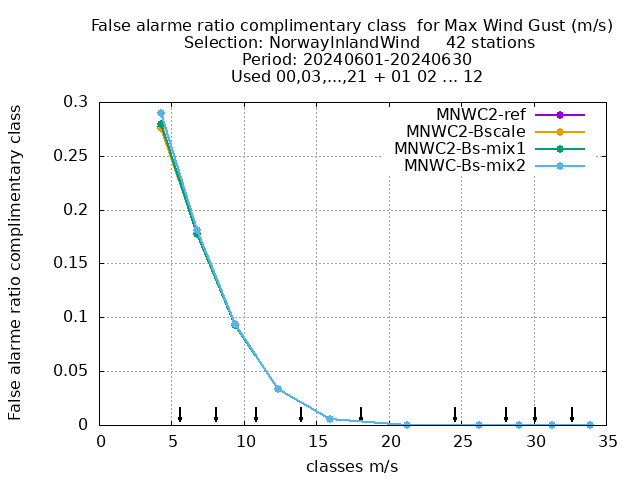 False alarme ratio complimentary class  for Max Wind Gust (m/s)
Selection: NorwayInlandWind     42 stations
Period: 20240601-20240630
Used 00,03,...,21 + 01 02 ... 12
False alarme ratio complimentary class
0.3
0.25
0.2
0.15
0.1
0.05
0
MNWC2-ref
MNWC2-Bscale
MNWC2-Bs-mix1
MNWC-Bs-mix2
0 5 10 15 20 25 30 35
classes m/s